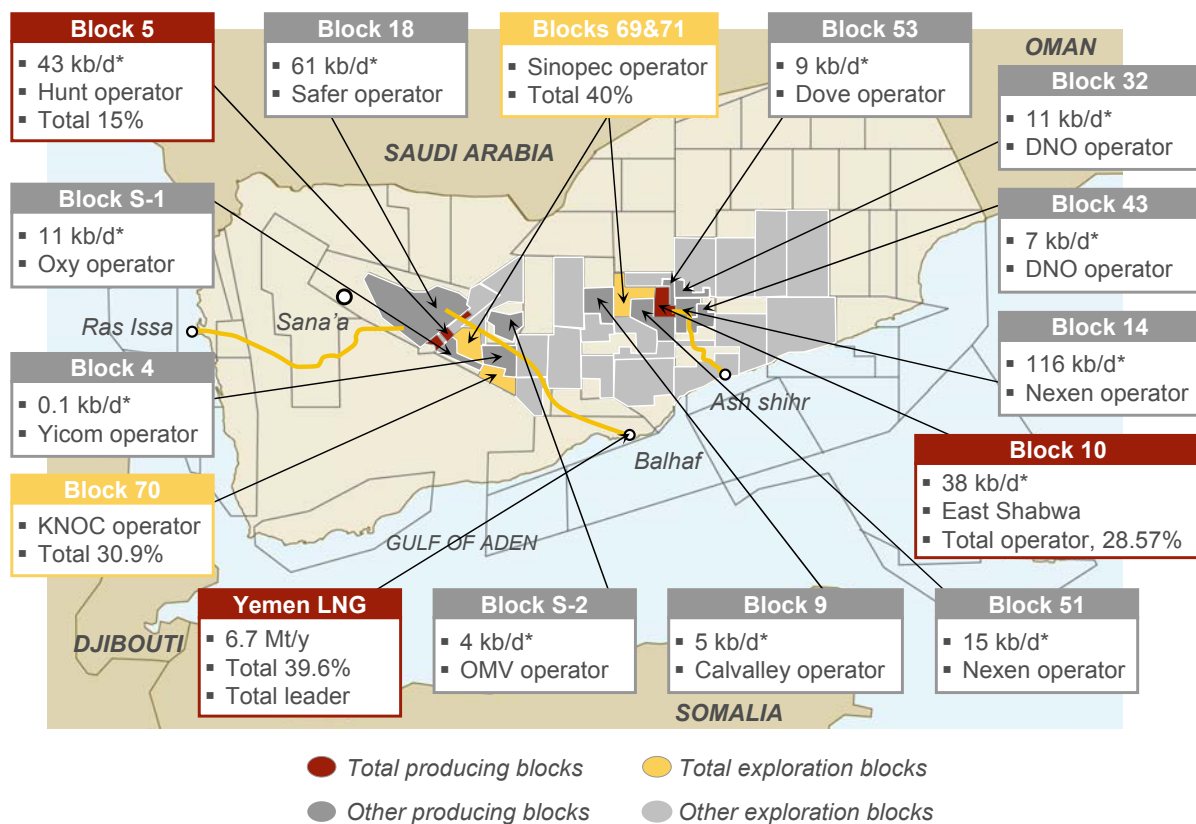 Block 5
▪ 43 kb/d*
▪ Hunt operator
▪ Total 15%
Block 18
▪ 61 kb/d*
▪ Safer operator
Blocks 69&71
▪ Sinopec operator
▪ Total 40%
Block 53
▪ 9 kb/d*
▪ Dove operator
OMAN
Block 32
▪ 11 kb/d*
▪ DNO operator
SAUDI ARABIA
Block S-1
▪ 11 kb/d*
▪ Oxy operator
Block 43
▪ 7 kb/d*
▪ DNO operator
Ras Issa
Sana'a
Block 14
▪ 116 kb/d*
▪ Nexen operator
Block 4
▪ 0.1 kb/d*
▪ Yicom operator
Ash shihr
Balhaf
Block 10
▪ 38 kb/d*
▪ East Shabwa
▪ Total operator, 28.57%
Block 70
▪ KNOC operator
▪ Total 30.9%
GULF OF ADEN
DJIBOUTI
Yemen LNG
▪ 6.7 Mt/y
▪ Total 39.6%
▪ Total leader
Block S-2
▪ 4 kb/d*
▪ OMV operator
Block 9
▪ 5 kb/d*
▪ Calvalley operator
Block 51
▪ 15 kb/d*
▪ Nexen operator
SOMALIA
Total producing blocks
Total exploration blocks
Other producing blocks
Other exploration blocks